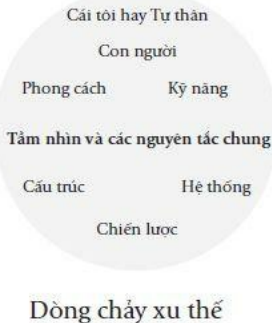 Cái tôi hay Tự thân
Con người
Phong cách Kỹ năng
Tầm nhìn và các nguyên tắc chung
Cấu trúc Hệ thống
Chiến lược
Dòng chảy xu thế